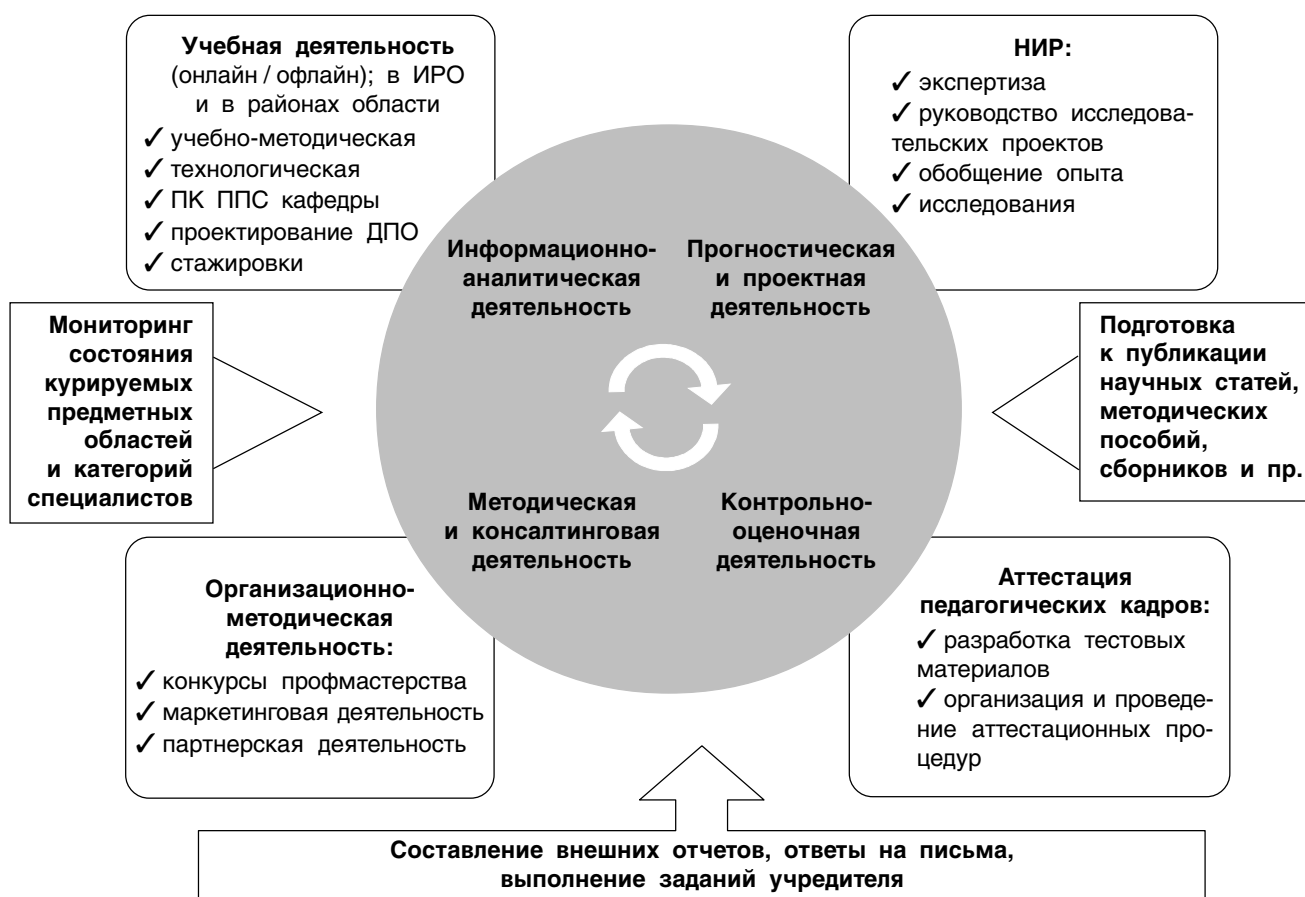 Учебная деятельность
(онлайн / офлайн); в ИРО
и в районах области
✓ учебно-методическая
✓ технологическая
✓ ПК ППС кафедры
✓ проектирование ДПО
✓ стажировки
НИР:
✓ экспертиза
✓ руководство исследова-
тельских проектов
✓ обобщение опыта
✓ исследования
Информационно-
аналитическая
деятельность
Прогностическая
и проектная
деятельность
Мониторинг
состояния
курируемых
предметных
областей
и категорий
специалистов
Подготовка
к публикации
научных статей,
методических
пособий,
сборников и пр.
Методическая
и консалтинговая
деятельность
Контрольно-
оценочная
деятельность
Организационно-
методическая
деятельность:
✓ конкурсы профмастерства
✓ маркетинговая деятельность
✓ партнерская деятельность
Аттестация
педагогических кадров:
✓ разработка тестовых
материалов
✓ организация и проведе-
ние аттестационных про-
цедур
Составление внешних отчетов, ответы на письма,
выполнение заданий учредителя